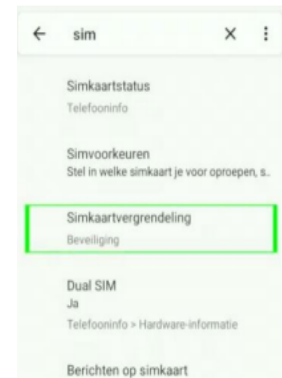 sim
Simkaartstatus
Telefooninfo
Simvoorkeuren
Stel in welke simkaart je voor oproepen, s..
Simkaartvergrendeling
Beveiliging
Dual SIM
Ja
Telefooninfo > Hardware-informatie
Berichten op simkaart